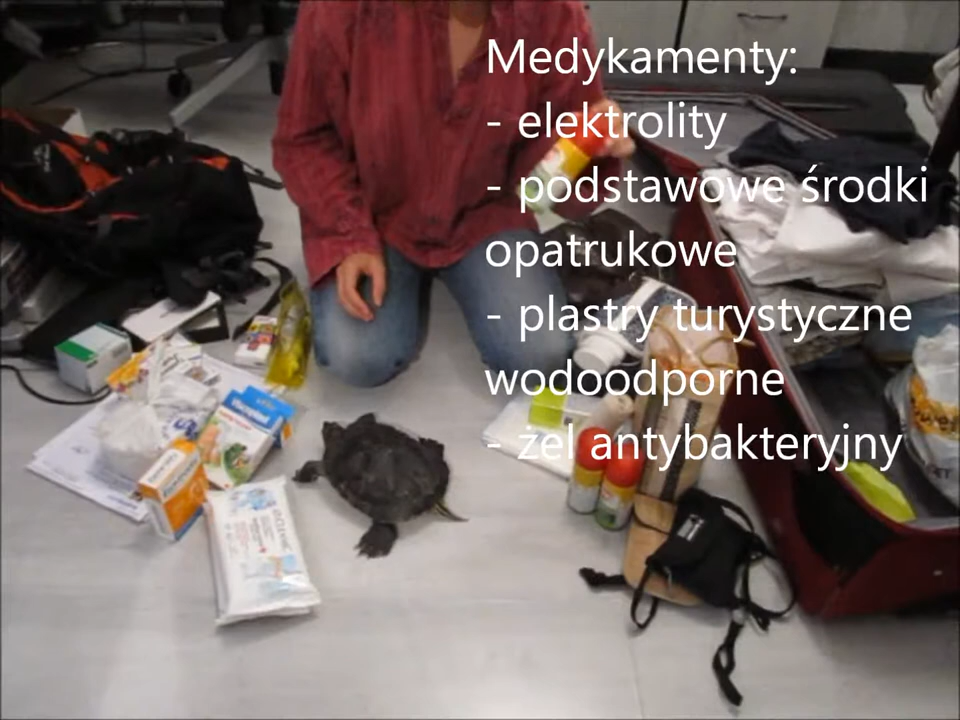 Medykamenty:
- elektrolity
- podstawowe środki
opatrukowe
- plastry turystyczne
wodoodporne
- żel antybakteryjny